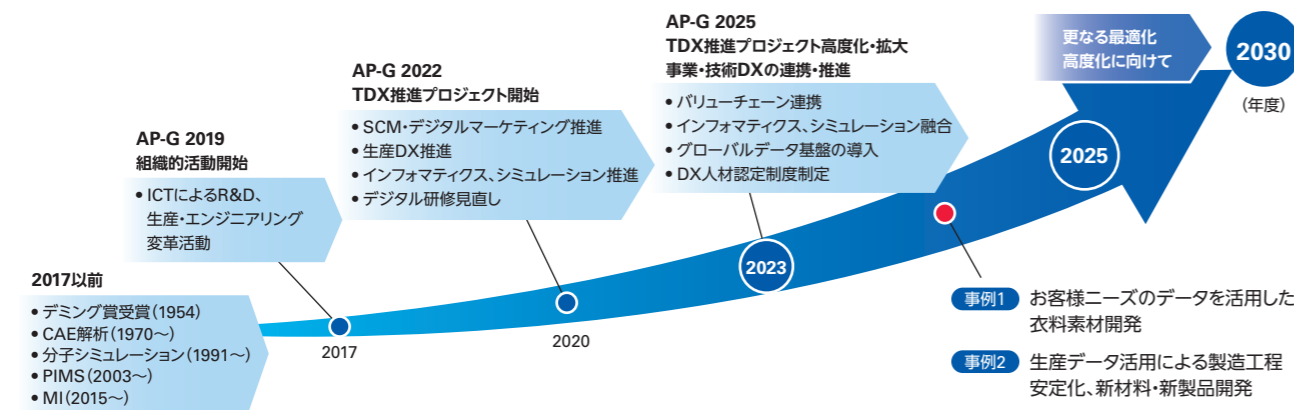 2017以前
• デミング賞受賞(1954)
• CAE解析(1970〜)
• 分子シミュレーション(1991〜)
• PIMS(2003〜)
• MI(2015〜)
AP-G 2019
組織的活動開始
• ICTによるR&D、
生産・エンジニアリング
変革活動
2017
AP-G 2022
TDX推進プロジェクト開始
• SCM・デジタルマーケティング推進
• 生産DX推進
• インフォマティクス、シミュレーション推進
• デジタル研修見直し
2020
AP-G 2025
TDX推進プロジェクト高度化・拡大
事業・技術DXの連携・推進
• バリューチェーン連携
• インフォマティクス、シミュレーション融合
• グローバルデータ基盤の導入
• DX人材認定制度制定
2023
2025
更なる最適化
高度化に向けて
2030
(年度)
事例1 お客様ニーズのデータを活用した
衣料素材開発
事例2 生産データ活用による製造工程
安定化、新材料・新製品開発